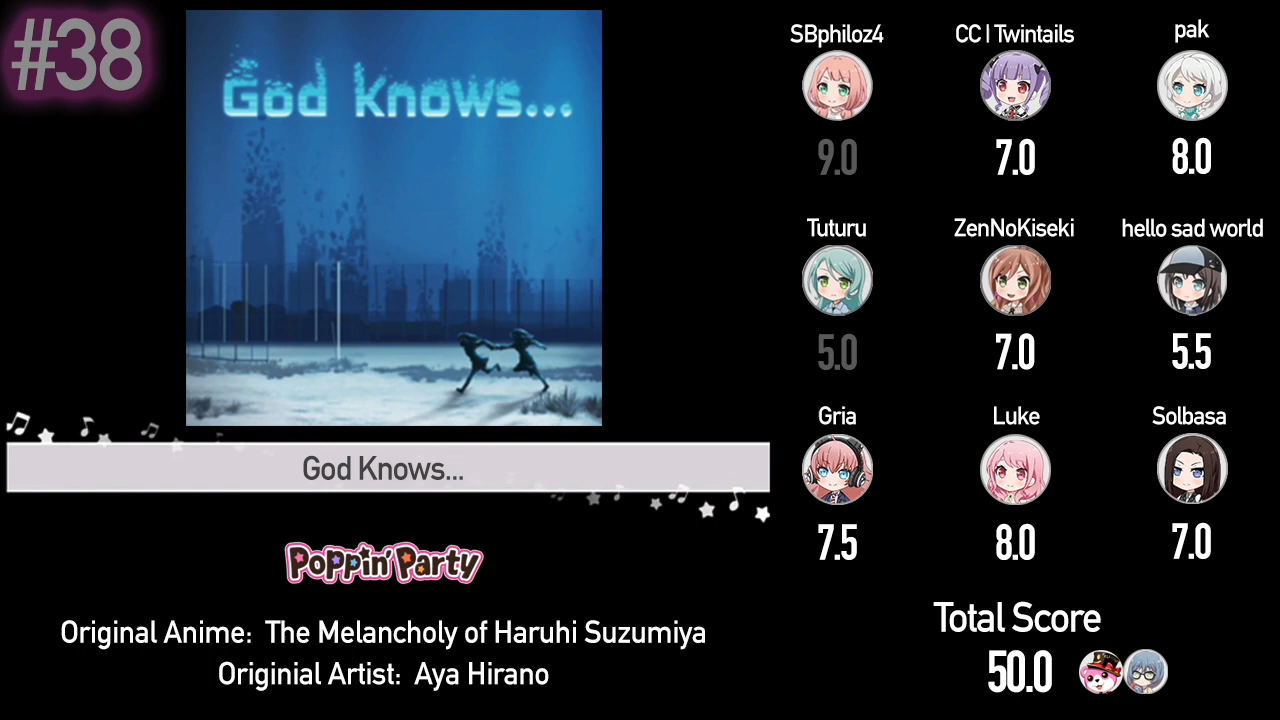 #38
God knows...
God Knows...
Poppin'Party
Original Anime: The Melancholy of Haruhi Suzumiya
Originial Artist: Aya Hirano
SBphiloz4
CC | Twintails
pak
9.0
7.0
8.0
Tuturu
ZenNoKiseki
hello sad world
5.0
7.0
5.5
Gria
Luke
Solbasa
7.5
8.0
7.0
Total Score
50.0